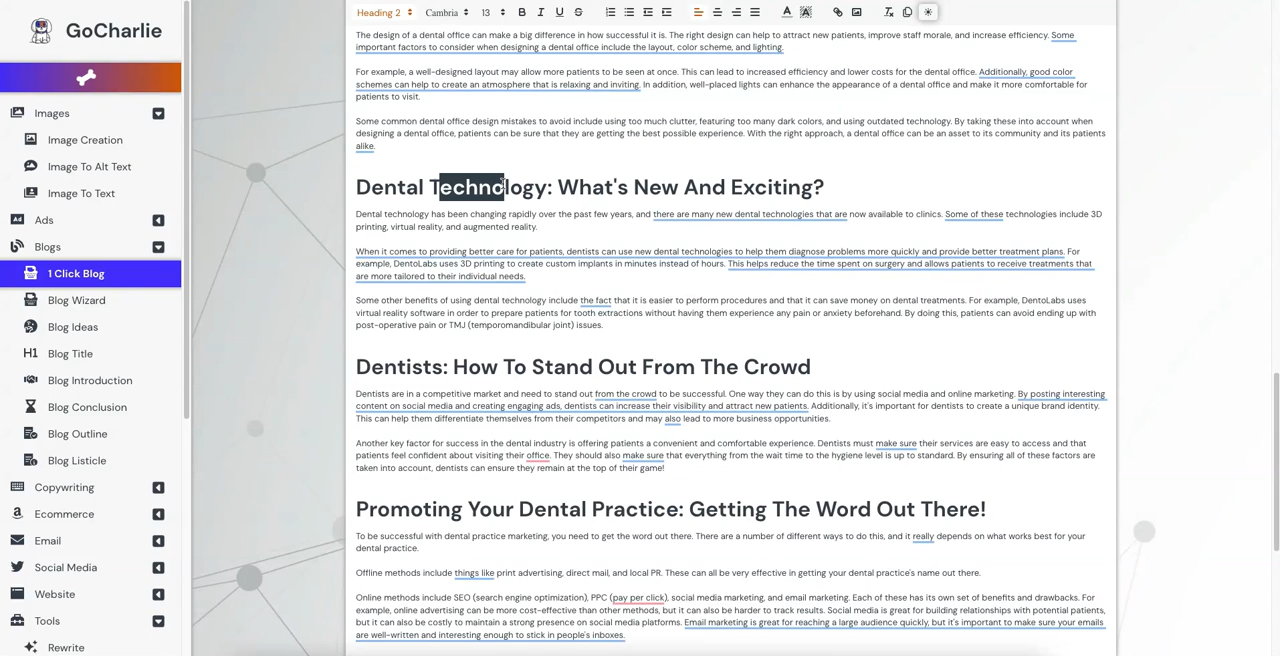 GoCharlie
Images
Image Creation
Image To Alt Text
Image To Text
Ads
Blogs
1 Click Blog
Blog Wizard
Blog Ideas
H1 Blog Title
Blog Introduction
Blog Conclusion
Blog Outline
Blog Listicle
Copywriting
Ecommerce
Email
Social Media
Website
Tools
Rewrite
Heading 2 Cambria 13 B I U S A A
The design of a dental office can make a big difference in how successful it is. The right design can help to attract new patients, improve staff morale, and increase efficiency. Some
important factors to consider when designing a dental office include the layout, color scheme, and lighting.
For example, a well-designed layout may allow more patients to be seen at once. This can lead to increased efficiency and lower costs for the dental office. Additionally, good color
schemes can help to create an atmosphere that is relaxing and inviting. In addition, well-placed lights can enhance the appearance of a dental office and make it more comfortable for
patients to visit.
Some common dental office design mistakes to avoid include using too much clutter, featuring too many dark colors, and using outdated technology. By taking these into account when
designing a dental office, patients can be sure that they are getting the best possible experience. With the right approach, a dental office can be an asset to its community and its patients
alike.
Dental Technology: What's New And Exciting?
Dental technology has been changing rapidly over the past few years, and there are many new dental technologies that are now available to clinics. Some of these technologies include 3D
printing, virtual reality, and augmented reality.
When it comes to providing better care for patients, dentists can use new dental technologies to help them diagnose problems more quickly and provide better treatment plans. For
example, DentoLabs uses 3D printing to create custom implants in minutes instead of hours. This helps reduce the time spent on surgery and allows patients to receive treatments that
are more tailored to their individual needs.
Some other benefits of using dental technology include the fact that it is easier to perform procedures and that it can save money on dental treatments. For example, DentoLabs uses
virtual reality software in order to prepare patients for tooth extractions without having them experience any pain or anxiety beforehand. By doing this, patients can avoid ending up with
post-operative pain or TMJ (temporomandibular joint) issues.
Dentists: How To Stand Out From The Crowd
Dentists are in a competitive market and need to stand out from the crowd to be successful. One way they can do this is by using social media and online marketing. By posting interesting
content on social media and creating engaging ads, dentists can increase their visibility and attract new patients. Additionally, it's important for dentists to create a unique brand identity.
This can help them differentiate themselves from their competitors and may also lead to more business opportunities.
Another key factor for success in the dental industry is offering patients a convenient and comfortable experience. Dentists must make sure their services are easy to access and that
patients feel confident about visiting their office. They should also make sure that everything from the wait time to the hygiene level is up to standard. By ensuring all of these factors are
taken into account, dentists can ensure they remain at the top of their game!
Promoting Your Dental Practice: Getting The Word Out There!
To be successful with dental practice marketing, you need to get the word out there. There are a number of different ways to do this, and it really depends on what works best for your
dental practice.
Offline methods include things like print advertising, direct mail, and local PR. These can all be very effective in getting your dental practice's name out there.
Online methods include SEO (search engine optimization), PPC (pay per click), social media marketing, and email marketing. Each of these has its own set of benefits and drawbacks. For
example, online advertising can be more cost-effective than other methods, but it can also be harder to track results. Social media is great for building relationships with potential patients,
but it can also be costly to maintain a strong presence on social media platforms. Email marketing is great for reaching a large audience quickly, but it's important to make sure your emails
are well-written and interesting enough to stick in people's inboxes.